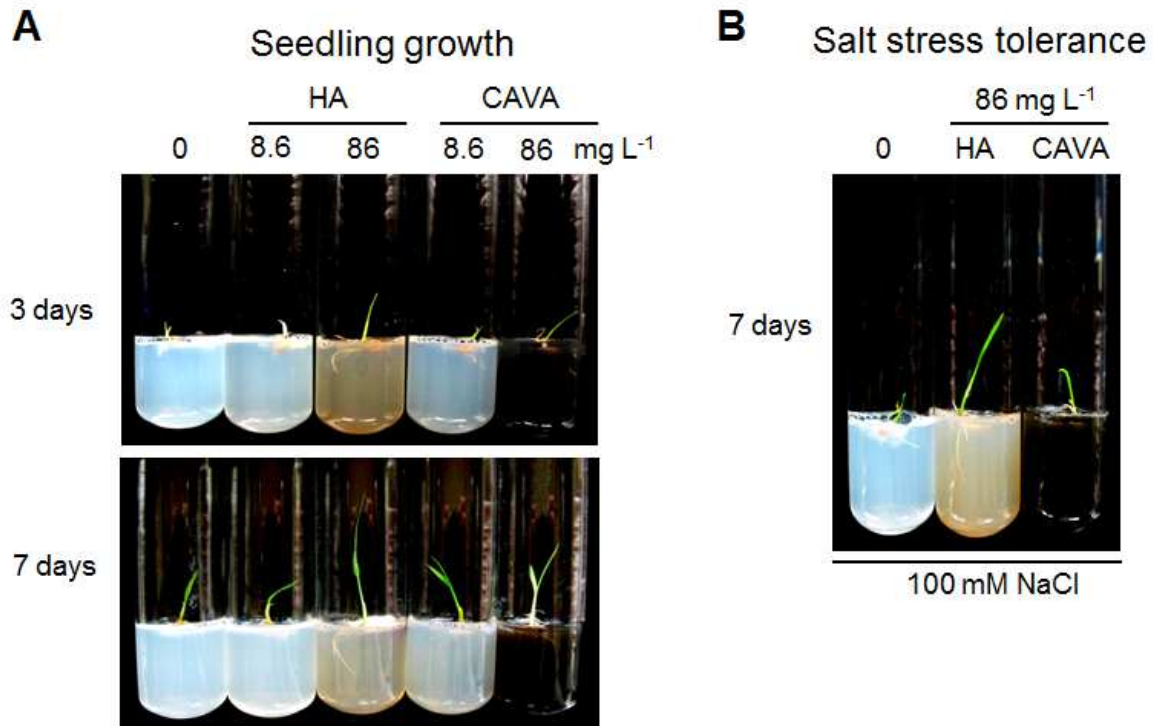 A
Seedling growth
HA CAVA
0 8.6 86 8.6 86 mg L⁻¹
3 days
7 days
B
Salt stress tolerance
86 mg L⁻¹
0 HA CAVA
7 days
100 mM NaCl